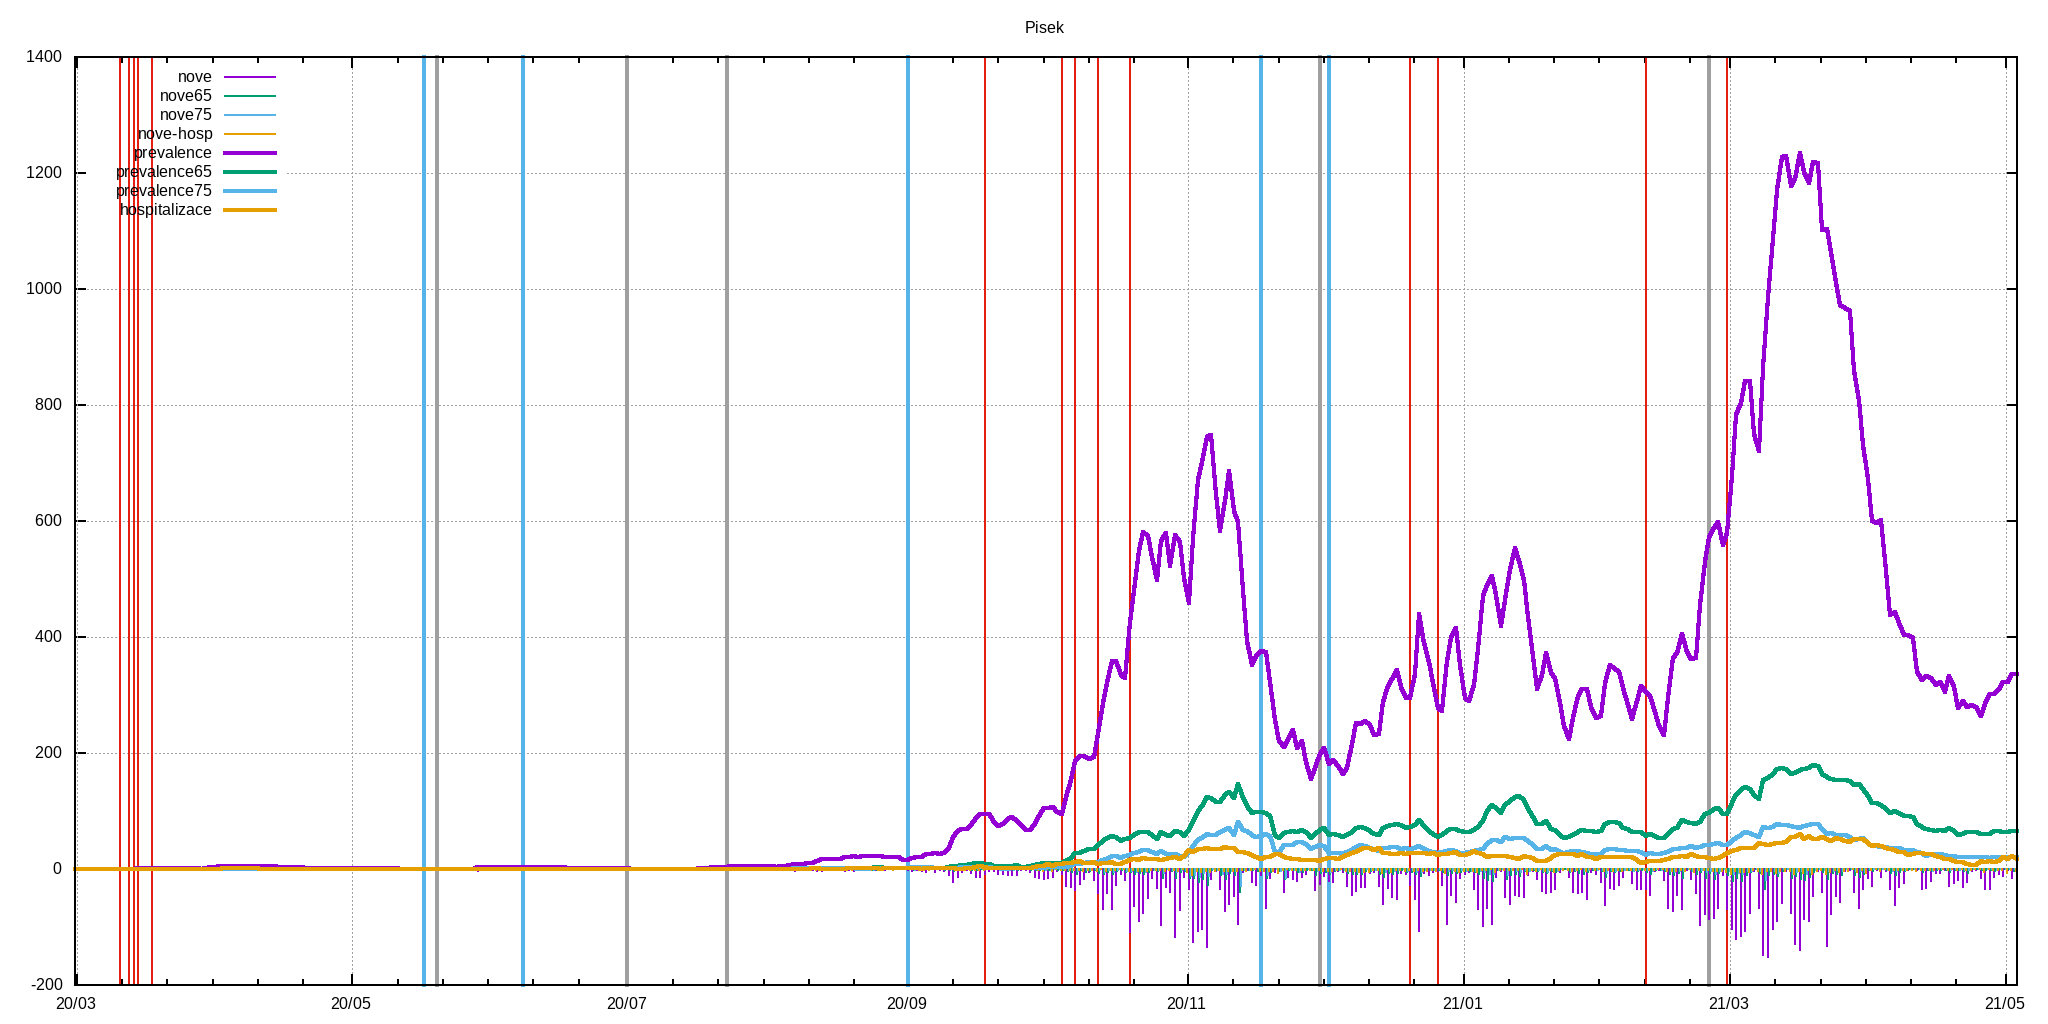 Pisek
1400
1200
1000
800
600
400
200
0
-200
nove
nove65
nove75
nove-hosp
prevalence
prevalence65
prevalence75
hospitalizace
20/03 20/05 20/07 20/09 20/11 21/01 21/03 21/05